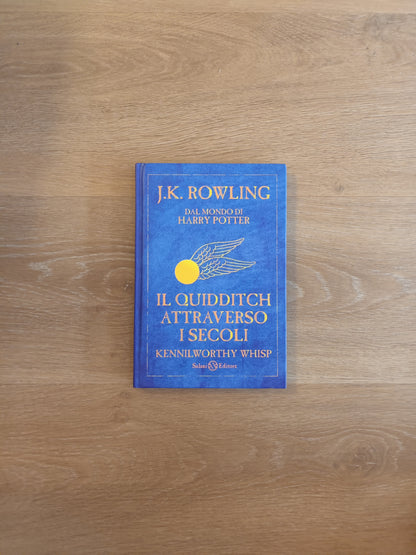 J.K. ROWLING
DAL MONDO DI
HARRY POTTER
IL QUIDDITCH
ATTRAVERSO
I SECOLI
KENNILWORTHY WHISP
Salani Editore